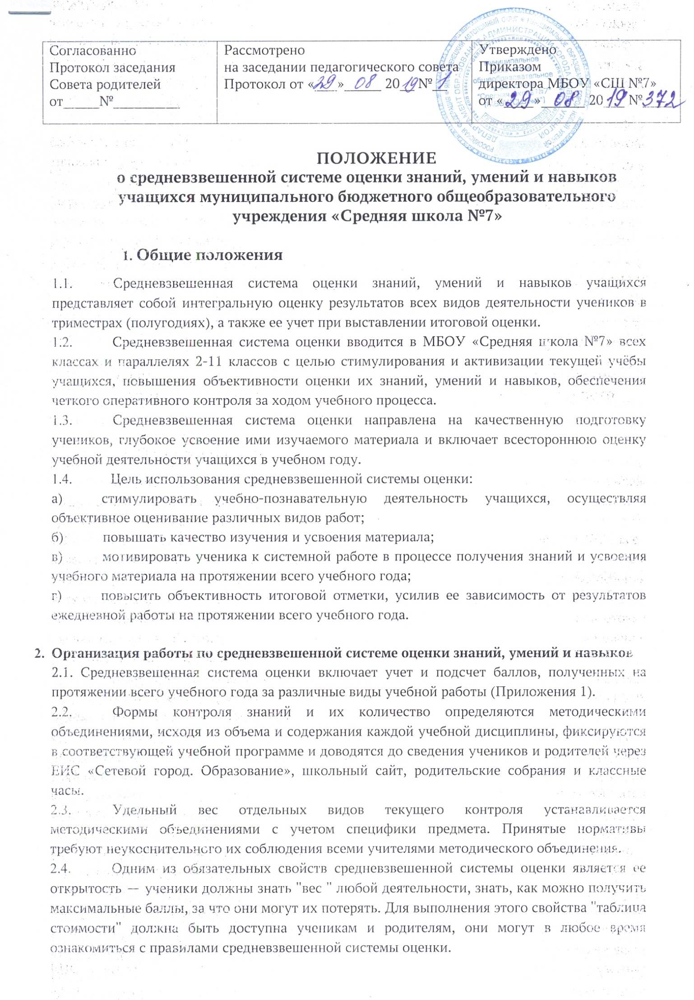 Согласованно
Протокол заседания
Совета родителей
от_____№_________
Рассмотрено
на заседании педагогического совета
Протокол от «29» 08 2019№ 1
Утверждено
Приказом
директора МБОУ «СШ №7»
от «29» 08 2019 №372
ПОЛОЖЕНИЕ
о средневзвешенной системе оценки знаний, умений и навыков
учащихся муниципального бюджетного общеобразовательного
учреждения «Средняя школа №7»
1. Общие положения
1.1. Средневзвешенная система оценки знаний, умений и навыков учащихся
представляет собой интегральную оценку результатов всех видов деятельности учеников в
триместрах (полугодиях), а также ее учет при выставлении итоговой оценки.
1.2. Средневзвешенная система оценки вводится в МБОУ «Средняя школа №7» всех
классах и параллелях 2-11 классов с целью стимулирования и активизации текущей учёбы
учащихся, повышения объективности оценки их знаний, умений и навыков, обеспечения
четкого оперативного контроля за ходом учебного процесса.
1.3. Средневзвешенная система оценки направлена на качественную подготовку
учеников, глубокое усвоение ими изучаемого материала и включает всестороннюю оценку
учебной деятельности учащихся в учебном году.
1.4. Цель использования средневзвешенной системы оценки:
а) стимулировать учебно-познавательную деятельность учащихся, осуществляя
объективное оценивание различных видов работ;
б) повышать качество изучения и усвоения материала;
в) мотивировать ученика к системной работе в процессе получения знаний и усвоения
учебного материала на протяжении всего учебного года;
г) повысить объективность итоговой отметки, усилив ее зависимость от результатов
ежедневной работы на протяжении всего учебного года.
2. Организация работы по средневзвешенной системе оценки знаний, умений и навыков
2.1. Средневзвешенная система оценки включает учет и подсчет баллов, полученных на
протяжении всего учебного года за различные виды учебной работы (Приложения 1).
2.2. Формы контроля знаний и их количество определяются методическими
объединениями, исходя из объема и содержания каждой учебной дисциплины, фиксируются
в соответствующей учебной программе и доводятся до сведения учеников и родителей через
ЕИС «Сетевой город. Образование», школьный сайт, родительские собрания и классные
часы.
2.3. Удельный вес отдельных видов текущего контроля устанавливается
методическими объединениями с учетом специфики предмета. Принятые нормативы
требуют неукоснительного их соблюдения всеми учителями методического объединения.
2.4. Одним из обязательных свойств средневзвешенной системы оценки является ее
открытость — ученики должны знать "вес " любой деятельности, знать, как можно получить
максимальные баллы, за что они могут их потерять. Для выполнения этого свойства "таблица
стоимости" должна быть доступна ученикам и родителям, они могут в любое время
ознакомиться с правилами средневзвешенной системы оценки.